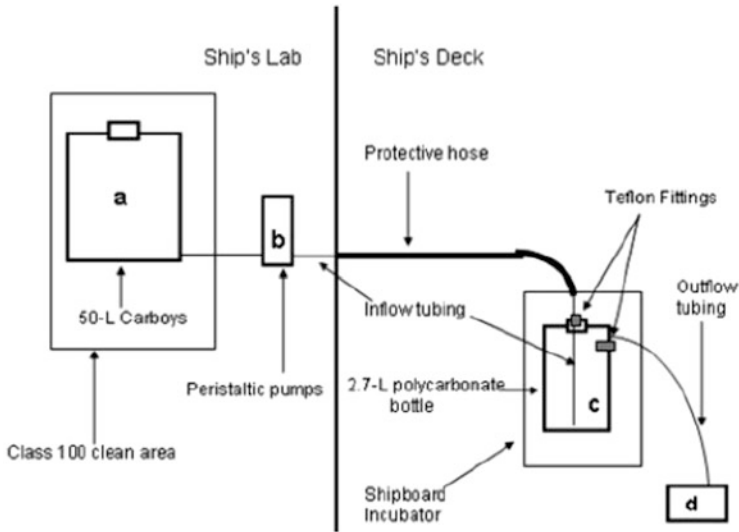 Ship's Lab
Ship's Deck
Protective hose
Teflon Fittings
a
b
Outflow
tubing
50-L Carboys
Inflow tubing
Peristaltic pumps
2.7-L polycarbonate
bottle
c
Class 100 clean area
Shipboard
Incubator
d